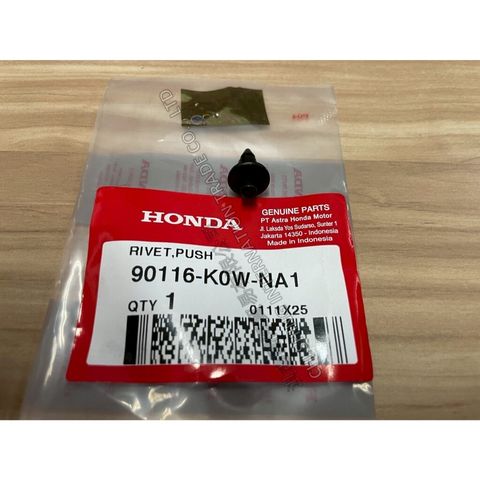 HONDA
GENUINE PARTS
PT Astra Honda Motor
Jl. Laksda Yos Sudarso, Sunter 1
Jakarta 14350 - Indonesia
Made in Indonesia
RIVET,PUSH
90116-K0W-NA1
QTY 1
0111X25